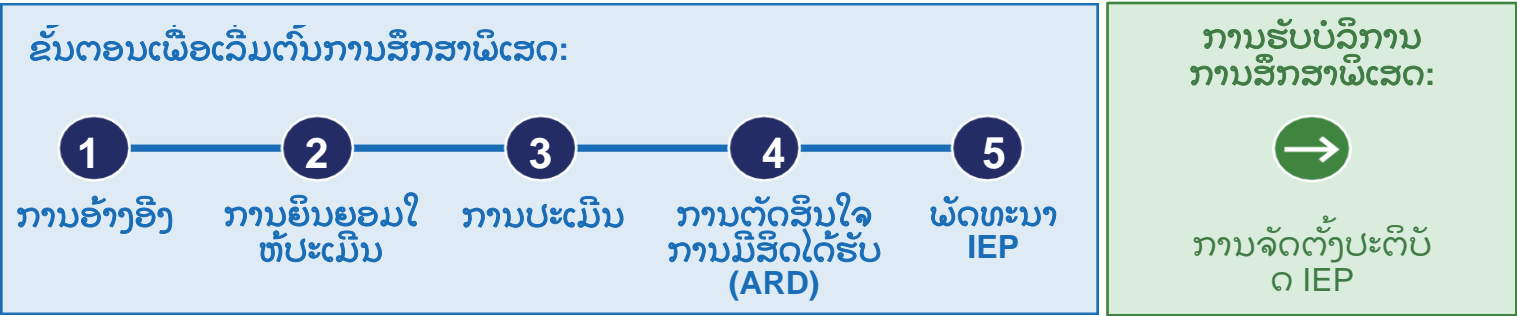 ຂັ້ນຕອນເພື່ອເລີ່ມຕົ້ນການສຶກສາພິເສດ:
1
2
3
4
5
ການອ້າງອີງ
ການຍິນຍອມໃ
ຫ້ປະເມີນ
ການປະເມີນ
ການຕັດສິນໃຈ
ການມີສິດໄດ້ຮັບ
(ARD)
ພັດທະນາ
IEP
ການຮັບບໍລິການ
ການສຶກສາພິເສດ:
ການຈັດຕັ້ງປະຕິບັ
ດ IEP